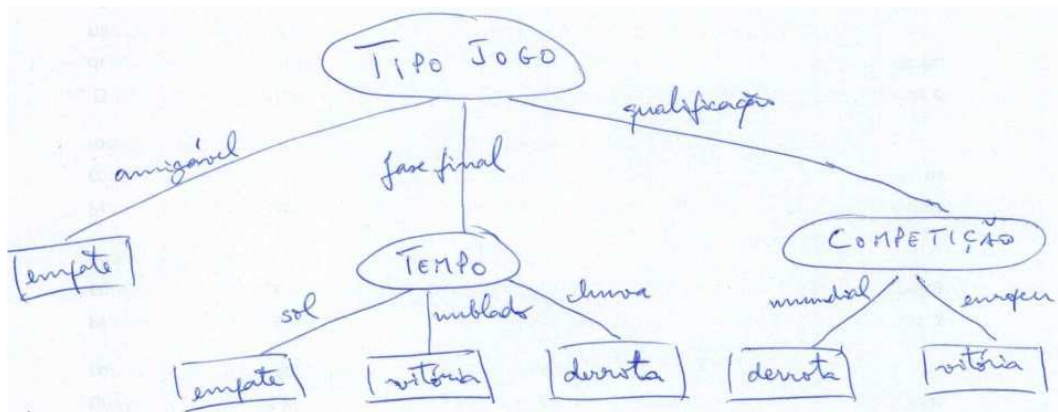 TIPO JOGO
qualificação
amigável
fase final
COMPETIÇÃO
empate
TEMPO
sol
nublado
chuva
mundial
europeu
empate
vitória
derrota
derrota
vitória